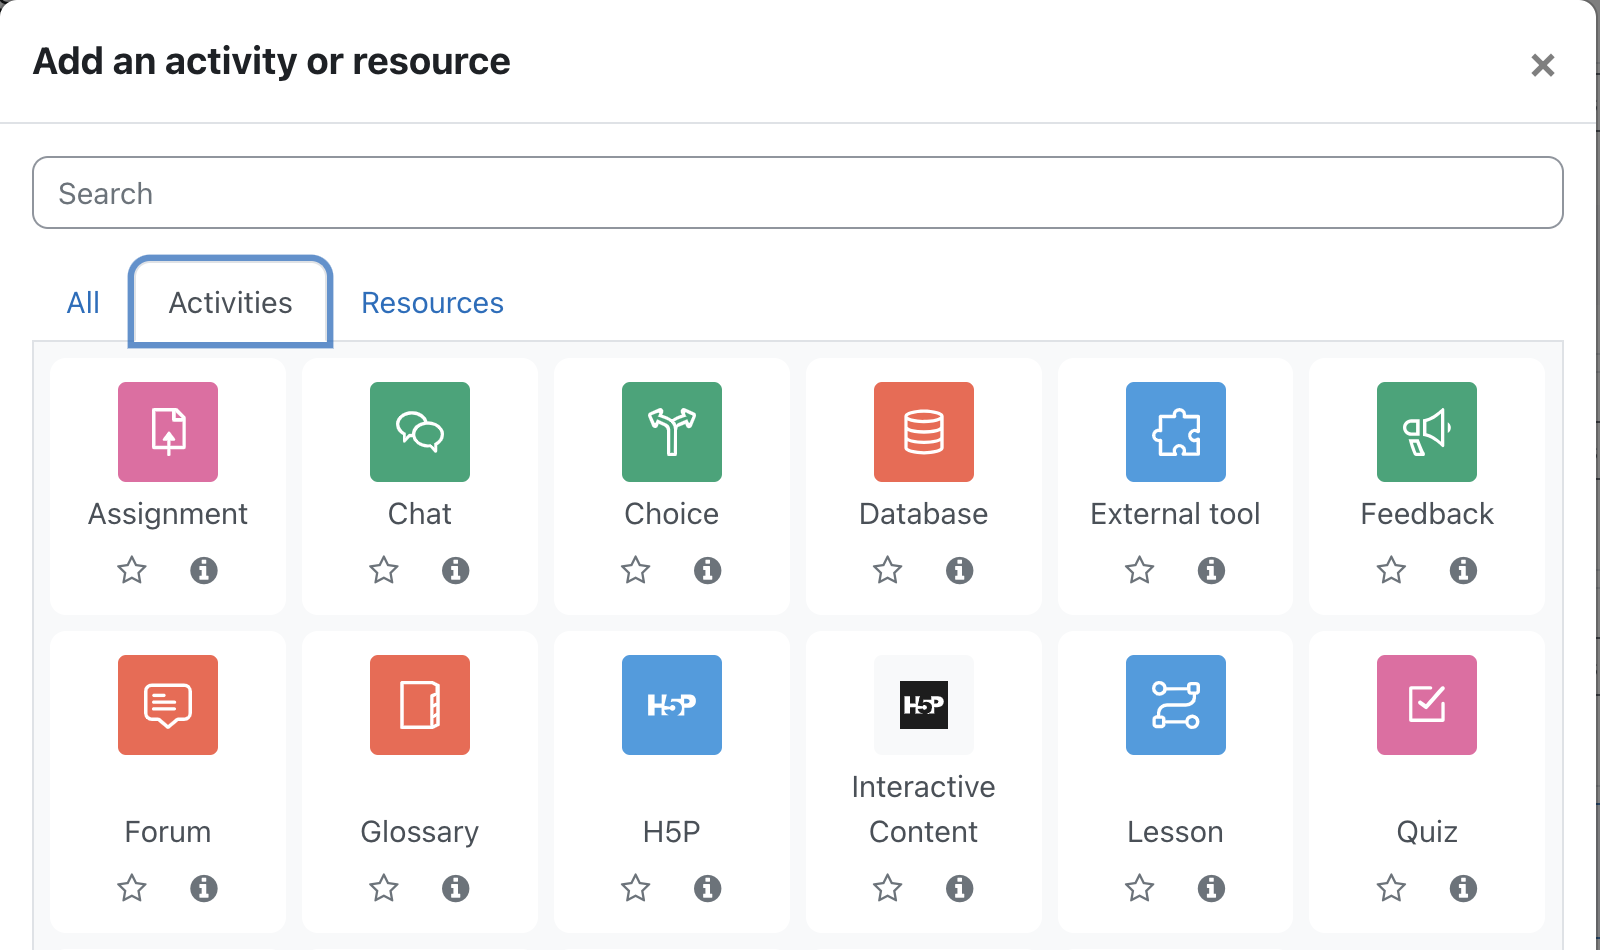 Add an activity or resource
Search
All Activities Resources
Assignment Chat Choice Database External tool Feedback
H5P H5P
Interactive
Forum Glossary H5P Content Lesson Quiz